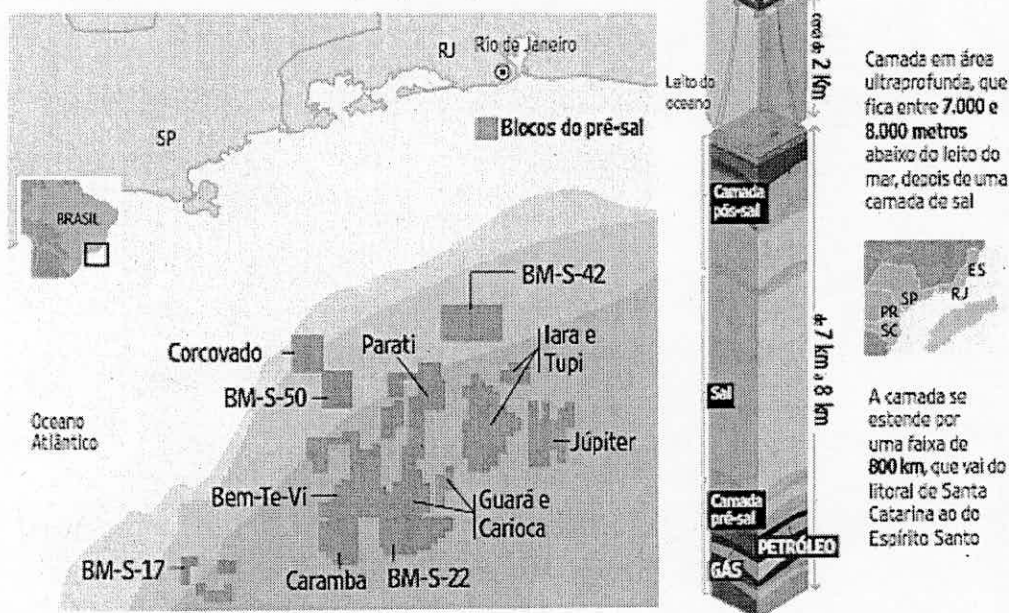 RJ
Rio de Janeiro
SP
Blocos do pré-sal
BRASIL
BM-S-42
Corcovado
Parati
Iara e
Tupi
BM-S-50
Oceano
Atlântico
Júpiter
Bem-Te-Vi
Guará e
Carioca
BM-S-17
Caramba
BM-S-22
cerca de 2 Km
Leito do
oceano
Camada
pós-sal
de 7 km a 8 km
Sal
Camada
pré-sal
PETRÓLEO
GÁS
Camada em área
ultraprofunda, que
fica entre 7.000 e
8.000 metros
abaixo do leito do
mar, depois de uma
camada de sal
ES
RJ
SP
PR
SC
A camada se
estende por
uma faixa de
800 km, que vai do
litoral de Santa
Catarina ao do
Espírito Santo